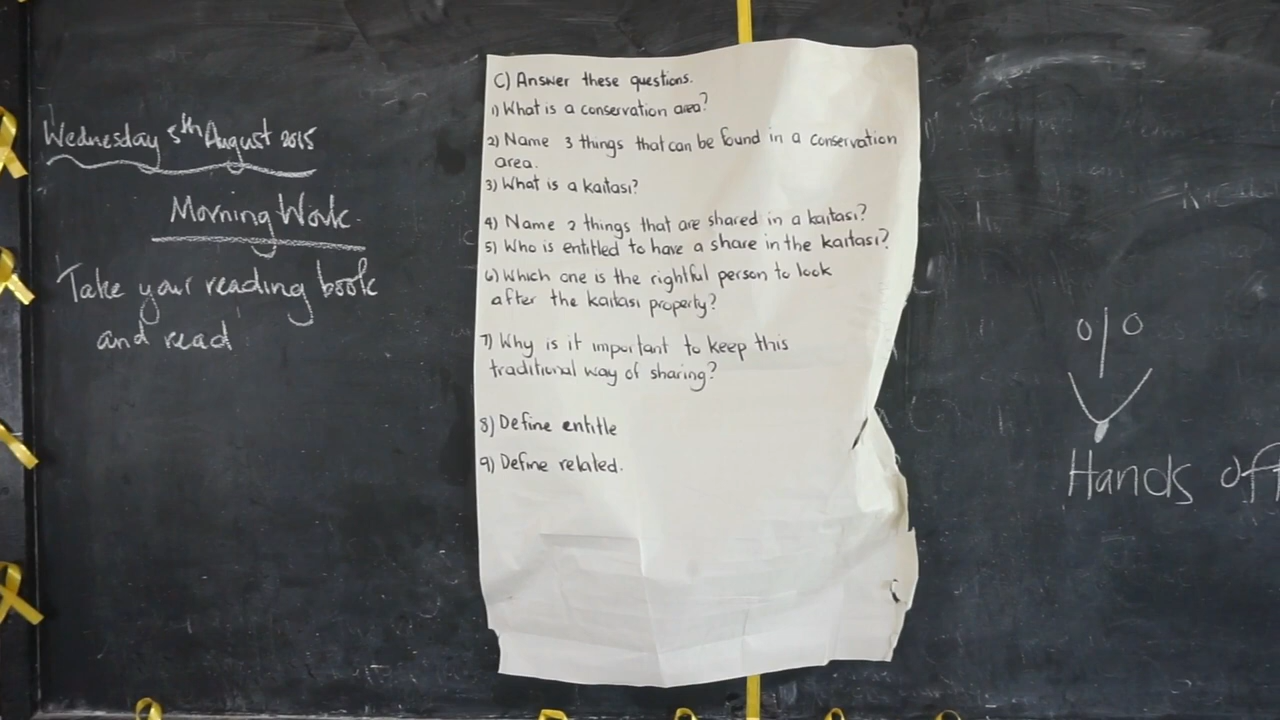 Wednesday 5th August 2015
Morning Work
Take your reading book
and read
C) Answer these questions.
1) What is a conservation area?
2) Name 3 things that can be found in a conservation
area.
3) What is a kaitasi?
4) Name 2 things that are shared in a kaitasi?
5) Who is entitled to have a share in the kaitasi?
6) Which one is the rightful person to look
after the kaitasi property?
7) Why is it important to keep this
traditional way of sharing?
8) Define entitle
9) Define related.
Hands off